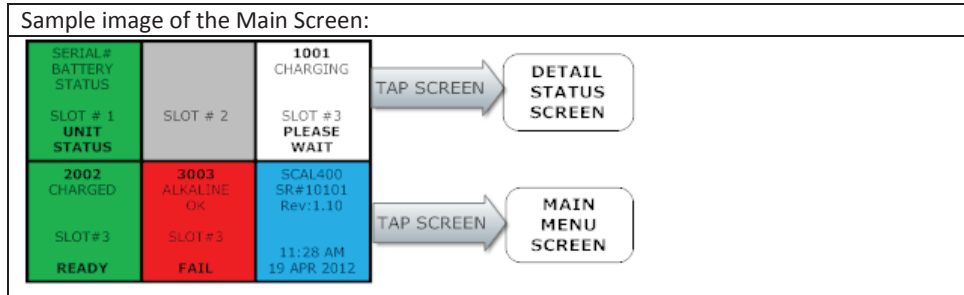 Sample image of the Main Screen:
SERIAL#
BATTERY
STATUS
SLOT # 1
UNIT
STATUS
SLOT # 2
1001
CHARGING
SLOT #3
PLEASE
WAIT
TAP SCREEN
DETAIL
STATUS
SCREEN
2002
CHARGED
SLOT#3
READY
3003
ALKALINE
OK
SLOT#3
FAIL
SCAL400
SR#10101
Rev:1.10
11:28 AM
19 APR 2012
TAP SCREEN
MAIN
MENU
SCREEN